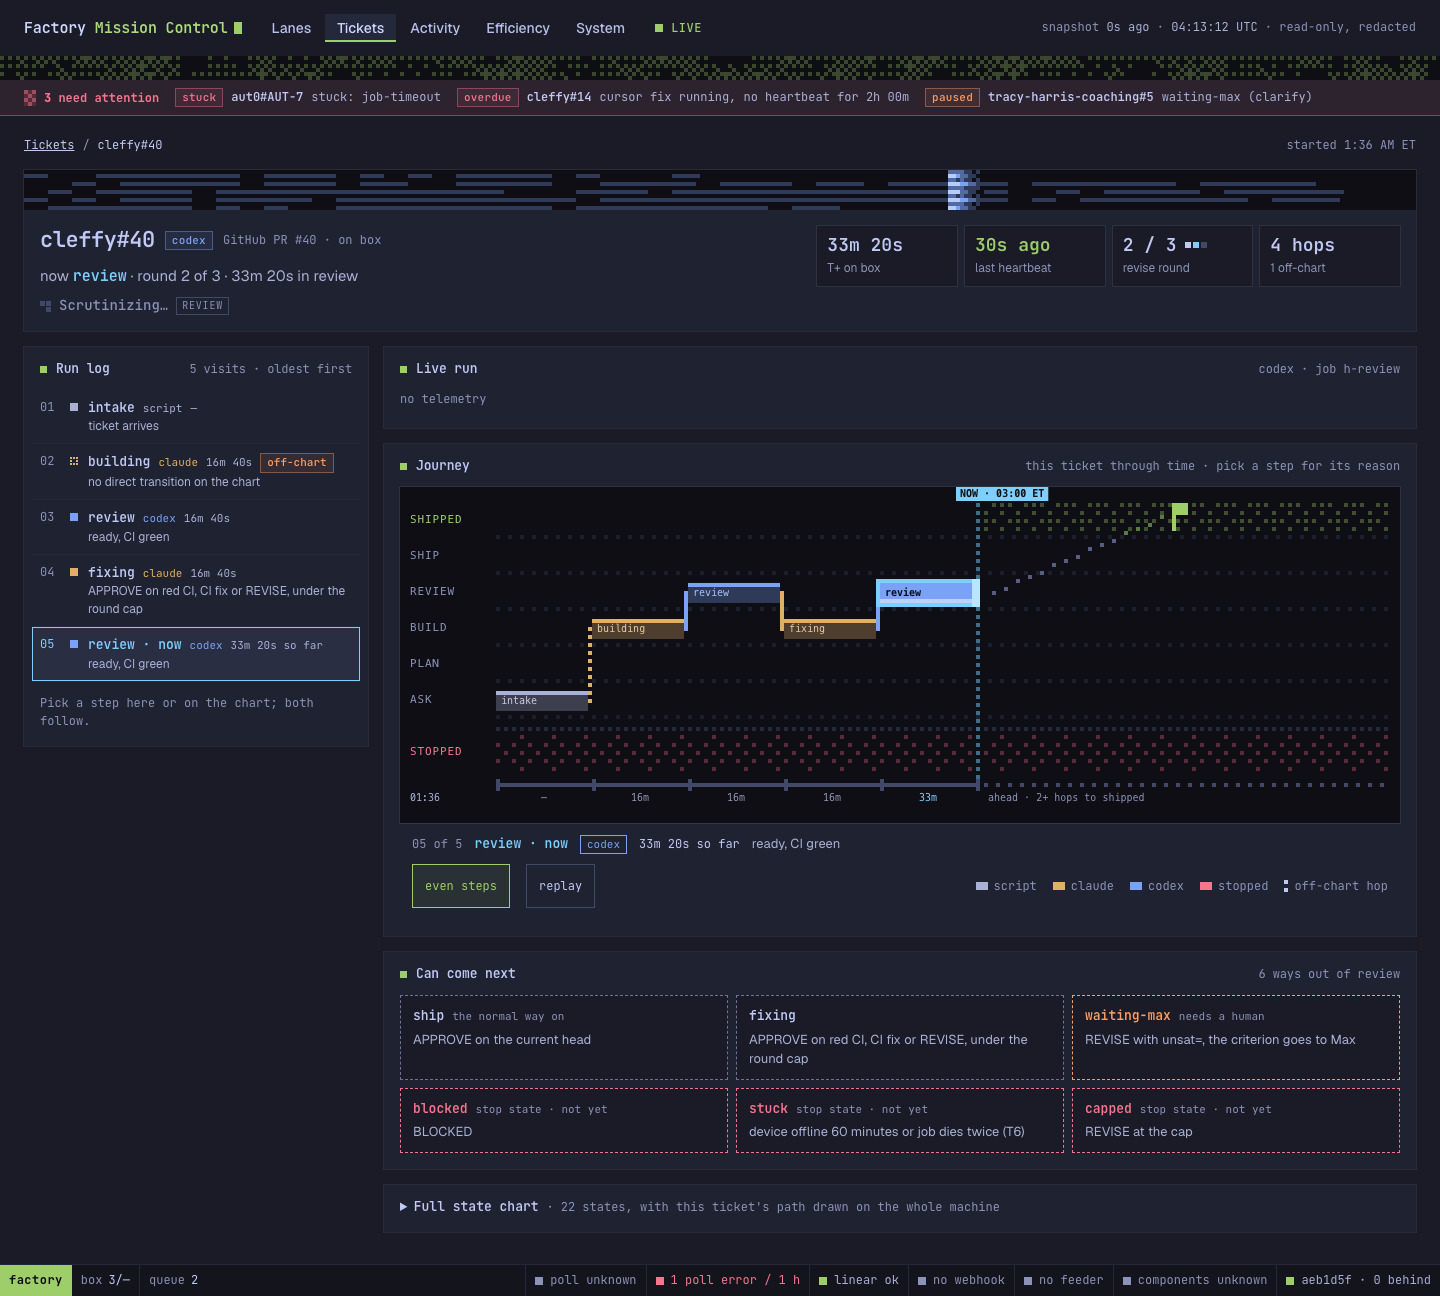 Factory Mission Control Lanes Tickets Activity Efficiency System LIVE snapshot 0s ago · 04:13:12 UTC · read-only, redacted
3 need attention stuck aut0#AUT-7 stuck: job-timeout overdue cleffy#14 cursor fix running, no heartbeat for 2h 00m paused tracy-harris-coaching#5 waiting-max (clarify)
Tickets / cleffy#40 started 1:36 AM ET
cleffy#40 codex GitHub PR #40 · on box
now review · round 2 of 3 · 33m 20s in review
Scrutinizing… REVIEW
33m 20s
T+ on box
30s ago
last heartbeat
2 / 3
revise round
4 hops
1 off-chart
Run log 5 visits · oldest first
01 intake script —
ticket arrives
02 building claude 16m 40s off-chart
no direct transition on the chart
03 review codex 16m 40s
ready, CI green
04 fixing claude 16m 40s
APPROVE on red CI, CI fix or REVISE, under the
round cap
05 review · now codex 33m 20s so far
ready, CI green
Pick a step here or on the chart; both
follow.
Live run codex · job h-review
no telemetry
Journey this ticket through time · pick a step for its reason
NOW · 03:00 ET
SHIPPED
SHIP
REVIEW review review
BUILD building fixing
PLAN
ASK intake
STOPPED
01:36 — 16m 16m 16m 33m ahead · 2+ hops to shipped
05 of 5 review · now codex 33m 20s so far ready, CI green
even steps replay script claude codex stopped off-chart hop
Can come next 6 ways out of review
ship the normal way on
APPROVE on the current head
fixing
APPROVE on red CI, CI fix or REVISE, under the
round cap
waiting-max needs a human
REVISE with unsat=, the criterion goes to Max
blocked stop state · not yet
BLOCKED
stuck stop state · not yet
device offline 60 minutes or job dies twice (T6)
capped stop state · not yet
REVISE at the cap
Full state chart · 22 states, with this ticket's path drawn on the whole machine
factory box 3/— queue 2 poll unknown 1 poll error / 1 h linear ok no webhook no feeder components unknown aeb1d5f · 0 behind